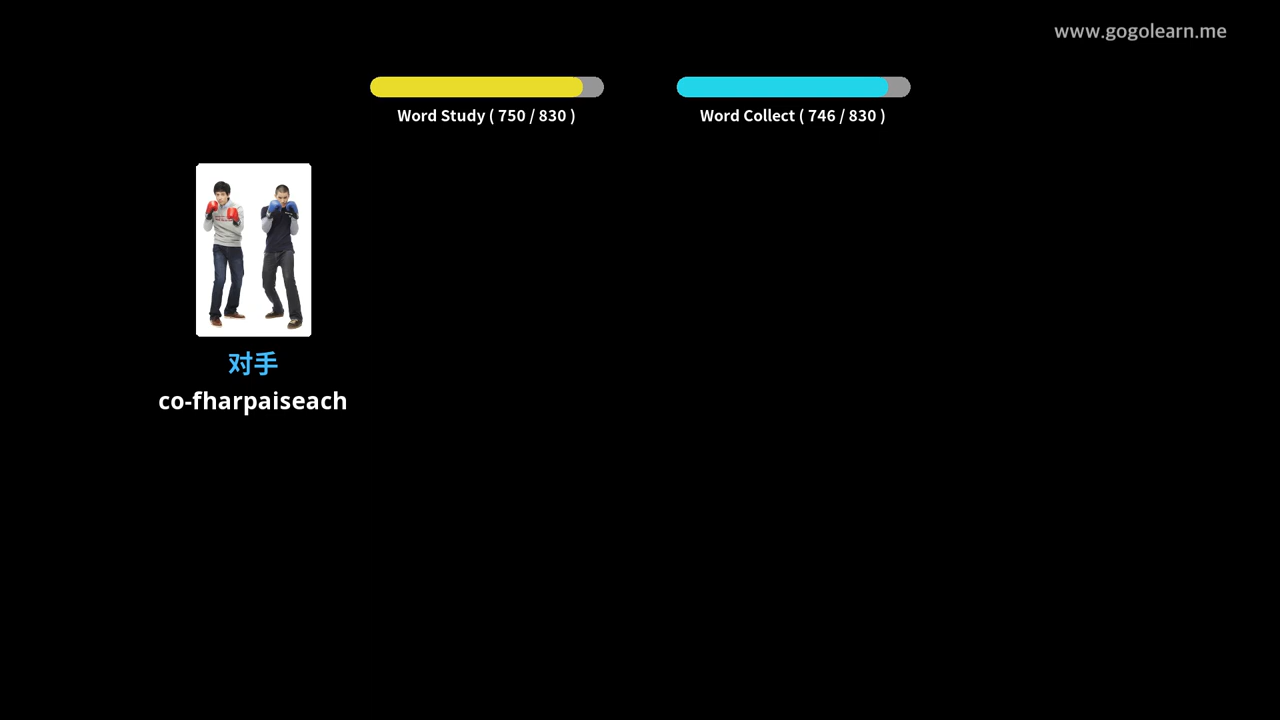 www.gogolearn.me
Word Study ( 750 / 830 )
Word Collect ( 746 / 830 )
对手
co-fharpaiseach